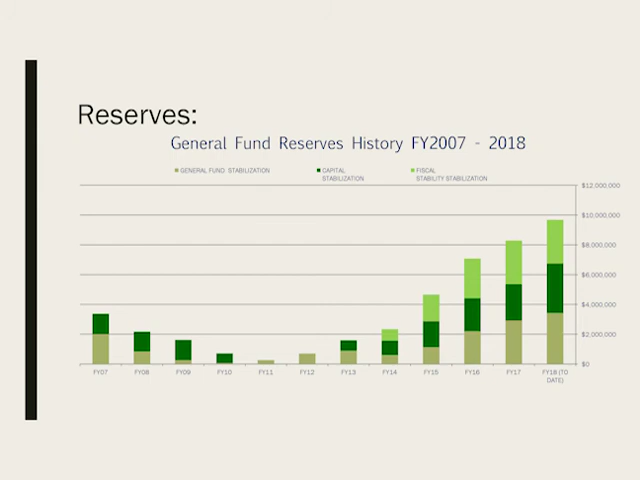 Reserves:
General Fund Reserves History FY2007 - 2018
GENERAL FUND STABILIZATION
CAPITAL
STABILIZATION
FISCAL
STABILITY STABILIZATION
$12,000,000
$10,000,000
$8,000,000
$6,000,000
$4,000,000
$2,000,000
$0
FY07 FY08 FY09 FY10 FY11 FY12 FY13 FY14 FY15 FY16 FY17 FY18 (TO
DATE)